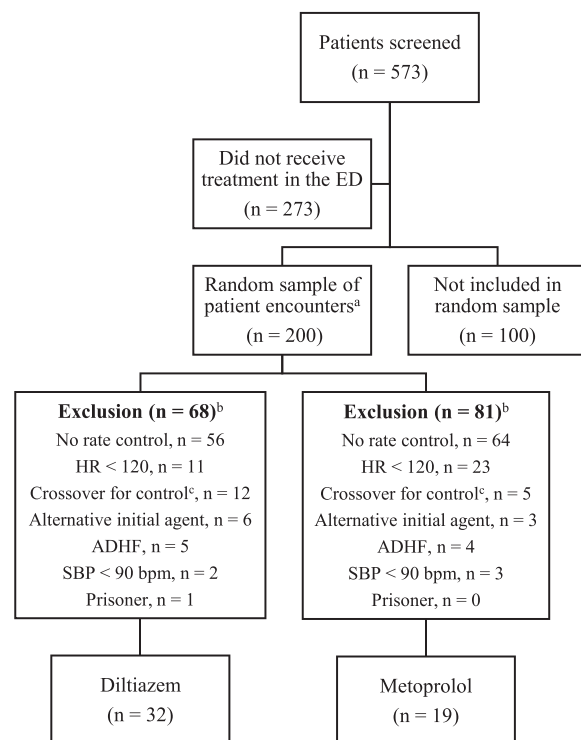 Patients screened
(n = 573)
Did not receive
treatment in the ED
(n = 273)
Random sample of
patient encountersᵃ
(n = 200)
Not included in
random sample
(n = 100)
Exclusion (n = 68)ᵇ
No rate control, n = 56
HR < 120, n = 11
Crossover for controlᶜ, n = 12
Alternative initial agent, n = 6
ADHF, n = 5
SBP < 90 bpm, n = 2
Prisoner, n = 1
Exclusion (n = 81)ᵇ
No rate control, n = 64
HR < 120, n = 23
Crossover for controlᶜ, n = 5
Alternative initial agent, n = 3
ADHF, n = 4
SBP < 90 bpm, n = 3
Prisoner, n = 0
Diltiazem
(n = 32)
Metoprolol
(n = 19)